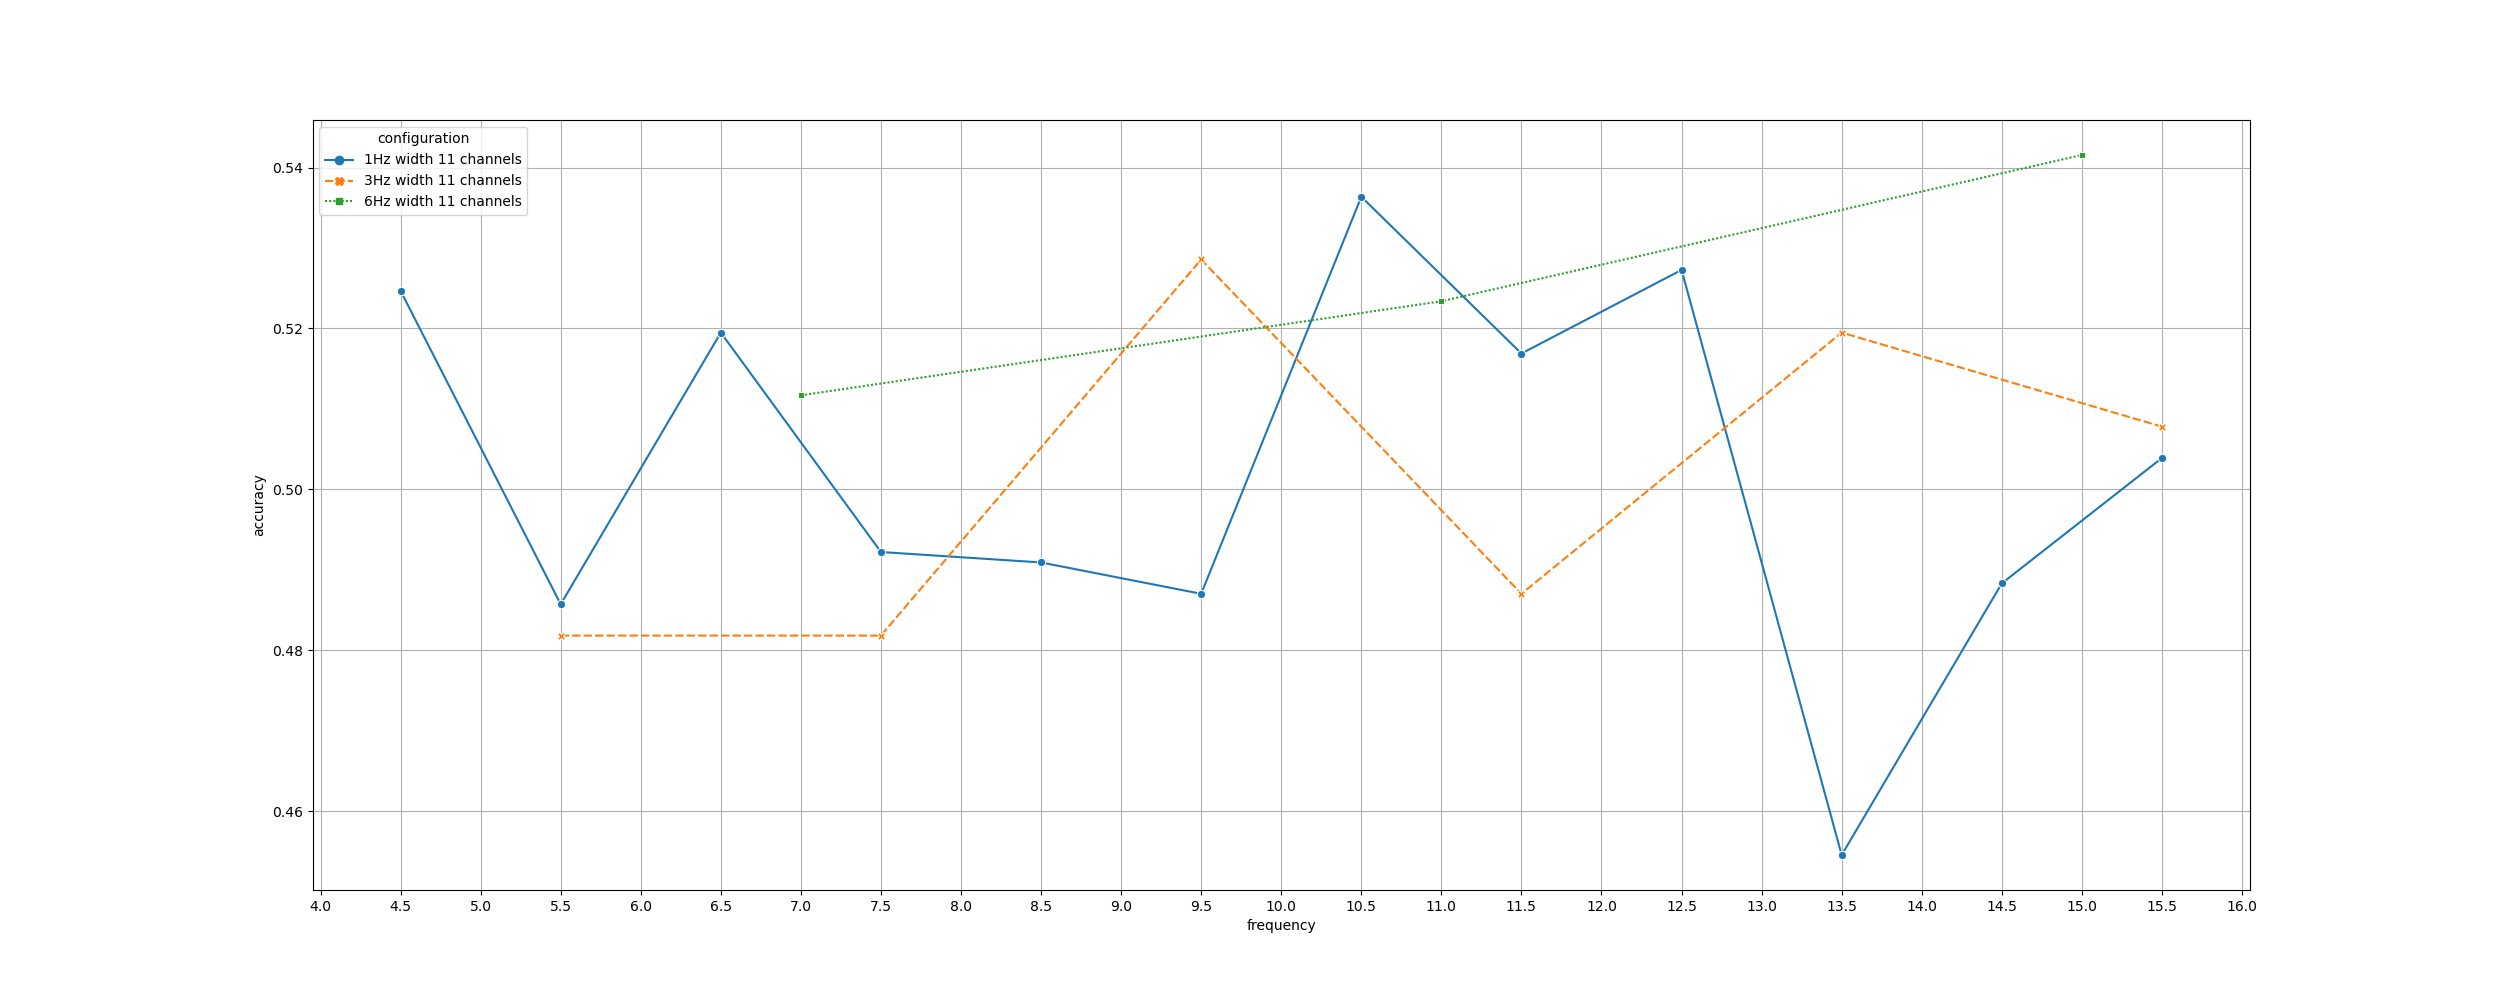 configuration
1Hz width 11 channels
3Hz width 11 channels
6Hz width 11 channels
0.54
0.52
0.50
0.48
0.46
accuracy
4.0 4.5 5.0 5.5 6.0 6.5 7.0 7.5 8.0 8.5 9.0 9.5 10.0 10.5 11.0 11.5 12.0 12.5 13.0 13.5 14.0 14.5 15.0 15.5 16.0
frequency